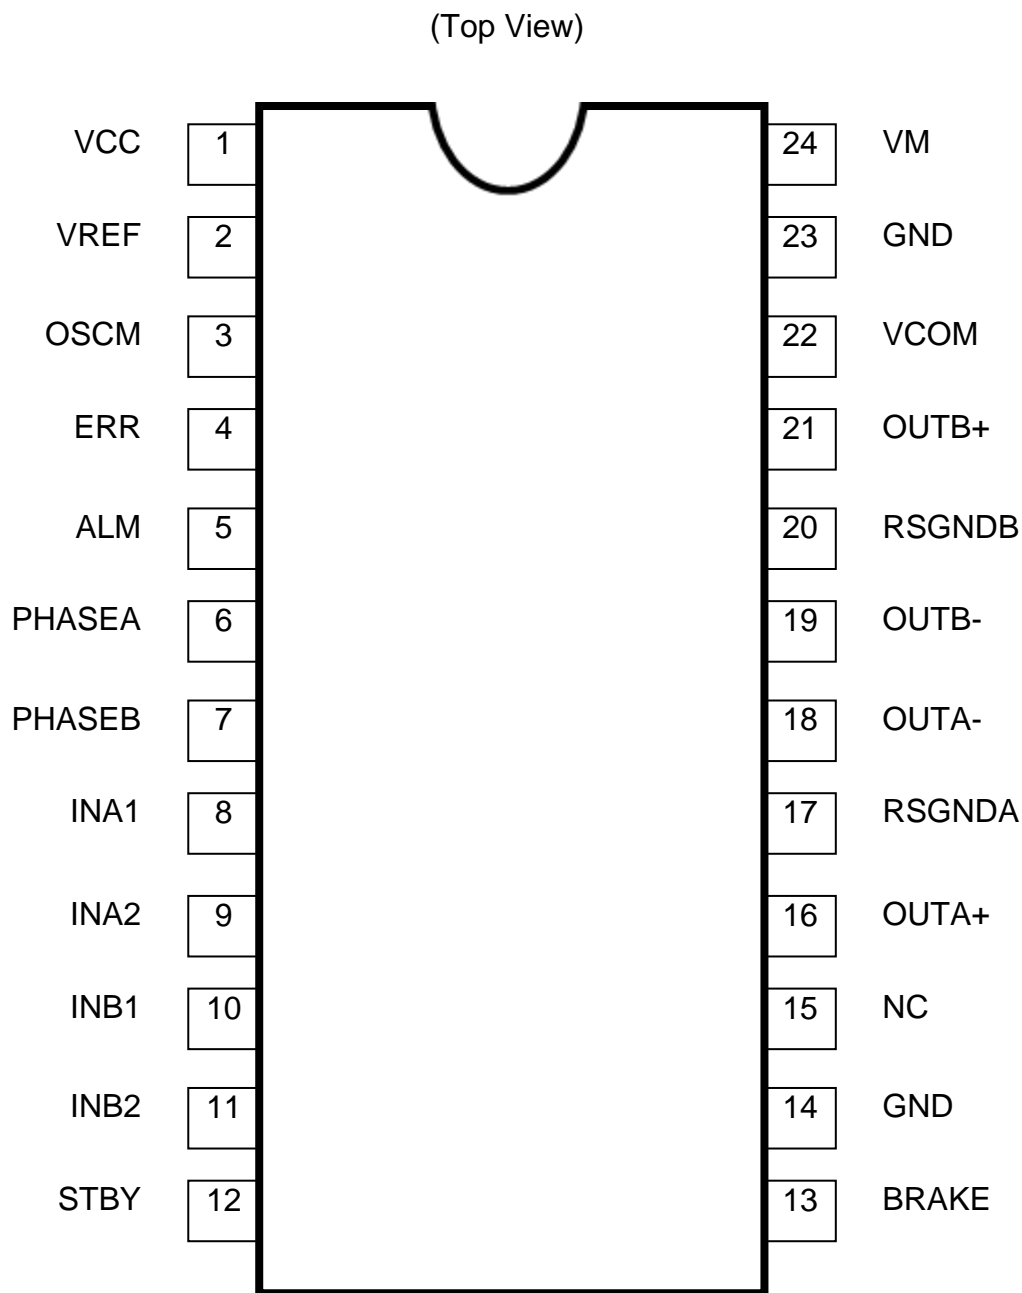 (Top View)
VCC 1 24 VM
VREF 2 23 GND
OSCM 3 22 VCOM
ERR 4 21 OUTB+
ALM 5 20 RSGNDB
PHASEA 6 19 OUTB-
PHASEB 7 18 OUTA-
INA1 8 17 RSGNDA
INA2 9 16 OUTA+
INB1 10 15 NC
INB2 11 14 GND
STBY 12 13 BRAKE